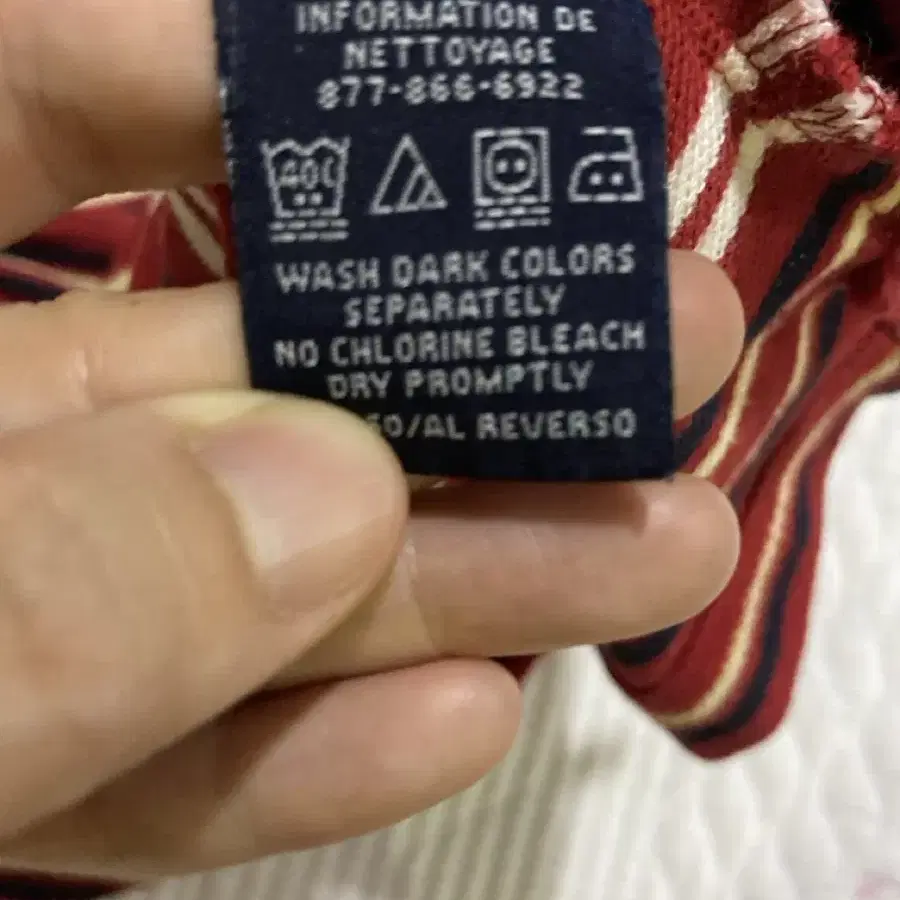 INFORMATION DE
NETTOYAGE
877-866-6922
40C
WASH DARK COLORS
SEPARATELY
NO CHLORINE BLEACH
DRY PROMPTLY
/AL REVERSO